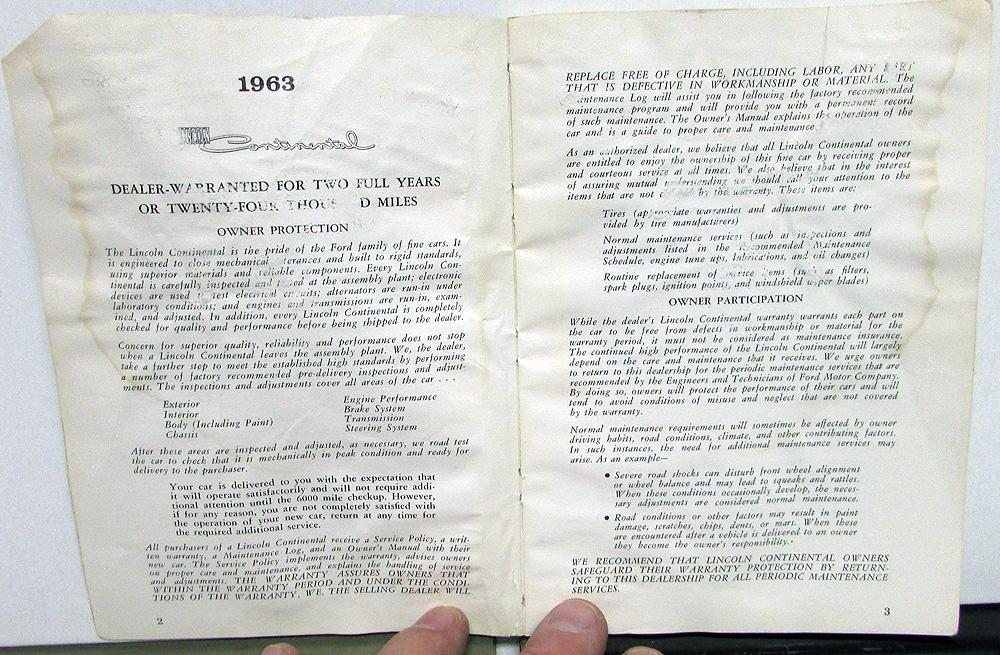 1963
LINCOLN Continental
DEALER-WARRANTED FOR TWO FULL YEARS
OR TWENTY-FOUR THOUS D MILES
OWNER PROTECTION
The Lincoln Continental is the pride of the Ford family of fine cars. It
is engineered to close mechanical erances and built to rigid standards,
using superior materials and reliable components. Every Lincoln Con-
tinental is carefully inspected and at the assembly plant; electronic
devices are used test electrical circuits; alternators are run-in under
laboratory conditions; and engines and transmissions are run-in, exam-
ined, and adjusted. In addition, every Lincoln Continental is completely
checked for quality and performance before being shipped to the dealer.
Concern for superior quality, reliability and performance does not stop
when a Lincoln Continental leaves the assembly plant. We, the dealer,
take a further step to meet the established high standards by performing
a number of factory recommended pre-delivery inspections and adjust-
ments. The inspections and adjustments cover all areas of the car . . .
Exterior
Interior
Body (Including Paint)
Chassis
Engine Performance
Brake System
Transmission
Steering System
After these areas are inspected and adjusted, as necessary, we road test
the car to check that it is mechanically in peak condition and ready for
delivery to the purchaser.
Your car is delivered to you with the expectation that
it will operate satisfactorily and will not require addi-
tional attention until the 6000 mile checkup. However,
if for any reason, you are not completely satisfied with
the operation of your new car, return at any time for
the required additional service.
All purchasers of a Lincoln Continental receive a Service Policy, a writ-
ten warranty, a Maintenance Log, and an Owner's Manual with their
new car. The Service Policy implements the warranty, advises owner
on proper care and maintenance, and explains the handling of service
and adjustments. THE WARRANTY ASSURES OWNERS THAT
WITHIN THE WARRANTY PERIOD AND UNDER THE CONDI-
TIONS OF THE WARRANTY, WE, THE SELLING DEALER WILL
2
REPLACE FREE OF CHARGE, INCLUDING LABOR, ANY PART
THAT IS DEFECTIVE IN WORKMANSHIP OR MATERIAL. The
aintenance Log will assist you in following the factory recommended
maintenance program and will provide you with a permanent record
of such maintenance. The Owner's Manual explains the operation of the
car and is a guide to proper care and maintenance
As an authorized dealer, we believe that all Lincoln Continental owners
are entitled to enjoy the ownership of this fine car by receiving proper
and courteous service at all times. We also believe that in the interest
of assuring mutual understanding we should call your attention to the
items that are not by the warranty. These items are:
Tires (appropriate warranties and adjustments are pro-
vided by tire manufacturers)
Normal maintenance services (such as inspections and
adjustments listed in the Recommended Maintenance
Schedule, engine tune ups, lubrications, and oil changes)
Routine replacement of service items (such as filters,
spark plugs, ignition points, and windshield wiper blades)
OWNER PARTICIPATION
While the dealer's Lincoln Continental warranty warrants each part on
the car to be free from defects in workmanship or material for the
warranty period, it must not be considered as maintenance insurance.
The continued high performance of the Lincoln Continental will largely
depend on the care and maintenance that it receives. We urge owners
to return to this dealership for the periodic maintenance services that are
recommended by the Engineers and Technicians of Ford Motor Company.
By doing so, owners will protect the performance of their cars and will
tend to avoid conditions of misuse and neglect that are not covered
by the warranty.
Normal maintenance requirements will sometimes be affected by owner
driving habits, road conditions, climate, and other contributing factors.
In such instances, the need for additional maintenance services may
arise. As an example—
• Severe road shocks can disturb front wheel alignment
or wheel balance and may lead to squeaks and rattles.
When these conditions occasionally develop, the neces-
sary adjustments are considered normal maintenance.
• Road conditions or other factors may result in paint
damage, scratches, chips, dents, or mars. When these
are encountered after a vehicle is delivered to an owner
they become the owner's responsibility.
WE RECOMMEND THAT LINCOLN CONTINENTAL OWNERS
SAFEGUARD THEIR WARRANTY PROTECTION BY RETURN-
ING TO THIS DEALERSHIP FOR ALL PERIODIC MAINTENANCE
SERVICES.
3